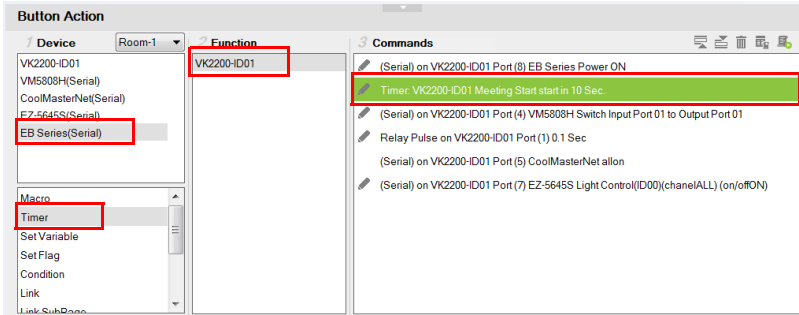 Button Action
1 Device
Room-1
2 Function
3 Commands
VK2200-ID01
VM5808H(Serial)
CoolMasterNet(Serial)
EZ-5645S(Serial)
EB Series(Serial)
Macro
Timer
Set Variable
Set Flag
Condition
Link
Link SubPage
VK2200-ID01
(Serial) on VK2200-ID01 Port (8) EB Series Power ON
Timer: VK2200-ID01 Meeting Start start in 10 Sec.
(Serial) on VK2200-ID01 Port (4) VM5808H Switch Input Port 01 to Output Port 01
Relay Pulse on VK2200-ID01 Port (1) 0.1 Sec
(Serial) on VK2200-ID01 Port (5) CoolMasterNet allon
(Serial) on VK2200-ID01 Port (7) EZ-5645S Light Control(ID00)(chanelALL) (on/offON)